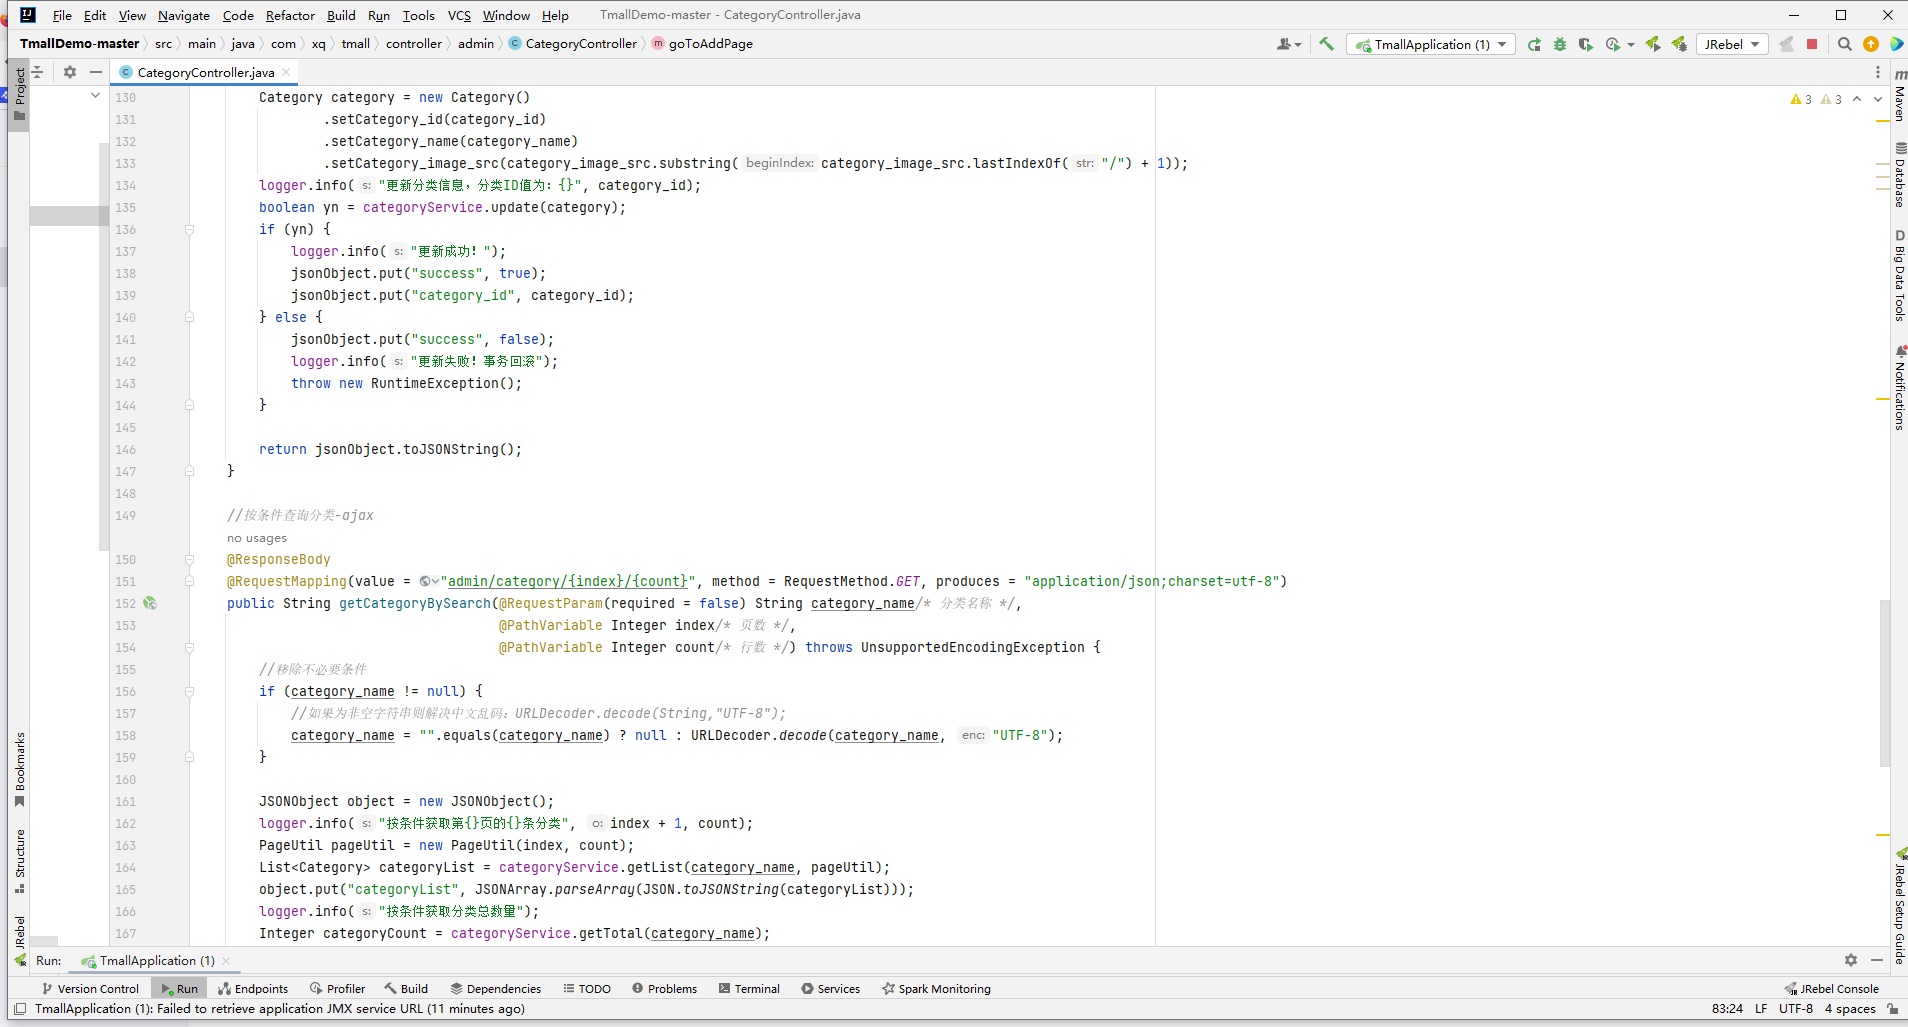 File Edit View Navigate Code Refactor Build Run Tools VCS Window Help TmallDemo-master - CategoryController.java
TmallDemo-master src main java com xq tmall controller admin CategoryController goToAddPage TmallApplication (1) JRebel
Project
CategoryController.java
130 Category category = new Category()
131 .setCategory_id(category_id)
132 .setCategory_name(category_name)
133 .setCategory_image_src(category_image_src.substring( beginIndex: category_image_src.lastIndexOf( str: "/") + 1));
134 logger.info( s: "更新分类信息，分类ID值为：{}", category_id);
135 boolean yn = categoryService.update(category);
136 if (yn) {
137 logger.info( s: "更新成功！");
138 jsonObject.put("success", true);
139 jsonObject.put("category_id", category_id);
140 } else {
141 jsonObject.put("success", false);
142 logger.info( s: "更新失败！事务回滚");
143 throw new RuntimeException();
144 }
145
146 return jsonObject.toJSONString();
147 }
148
149 //按条件查询分类-ajax
no usages
150 @ResponseBody
151 @RequestMapping(value = "admin/category/{index}/{count}", method = RequestMethod.GET, produces = "application/json;charset=utf-8")
152 public String getCategoryBySearch(@RequestParam(required = false) String category_name/* 分类名称 */,
153 @PathVariable Integer index/* 页数 */,
154 @PathVariable Integer count/* 行数 */) throws UnsupportedEncodingException {
155 //移除不必要条件
156 if (category_name != null) {
157 //如果为非空字符串则解决中文乱码：URLDecoder.decode(String,"UTF-8");
158 category_name = "".equals(category_name) ? null : URLDecoder.decode(category_name, enc: "UTF-8");
159 }
160
161 JSONObject object = new JSONObject();
162 logger.info( s: "按条件获取第{}页的{}条分类", o: index + 1, count);
163 PageUtil pageUtil = new PageUtil(index, count);
164 List<Category> categoryList = categoryService.getList(category_name, pageUtil);
165 object.put("categoryList", JSONArray.parseArray(JSON.toJSONString(categoryList)));
166 logger.info( s: "按条件获取分类总数量");
167 Integer categoryCount = categoryService.getTotal(category_name);
3 3
Maven
Database
D Big Data Tools
Notifications
JRebel Setup Guide
Bookmarks
Structure
JRebel
Run: TmallApplication (1)
Version Control Run Endpoints Profiler Build Dependencies TODO Problems Terminal Services Spark Monitoring JRebel Console
TmallApplication (1): Failed to retrieve application JMX service URL (11 minutes ago) 83:24 LF UTF-8 4 spaces